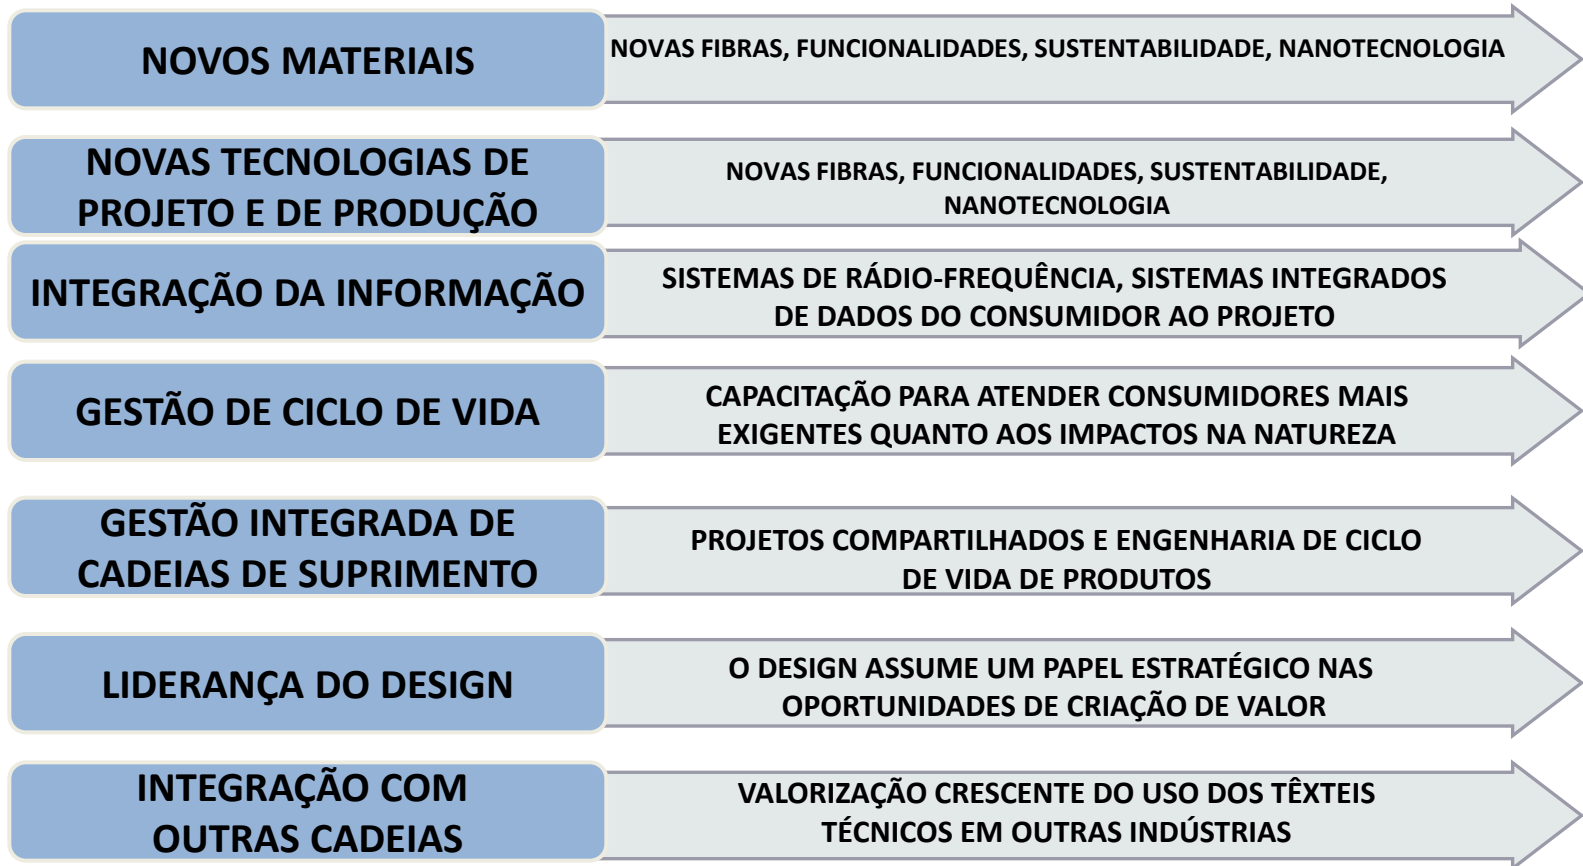 NOVOS MATERIAIS
NOVAS FIBRAS, FUNCIONALIDADES, SUSTENTABILIDADE, NANOTECNOLOGIA
NOVAS TECNOLOGIAS DE
PROJETO E DE PRODUÇÃO
NOVAS FIBRAS, FUNCIONALIDADES, SUSTENTABILIDADE,
NANOTECNOLOGIA
INTEGRAÇÃO DA INFORMAÇÃO
SISTEMAS DE RÁDIO-FREQUÊNCIA, SISTEMAS INTEGRADOS
DE DADOS DO CONSUMIDOR AO PROJETO
GESTÃO DE CICLO DE VIDA
CAPACITAÇÃO PARA ATENDER CONSUMIDORES MAIS
EXIGENTES QUANTO AOS IMPACTOS NA NATUREZA
GESTÃO INTEGRADA DE
CADEIAS DE SUPRIMENTO
PROJETOS COMPARTILHADOS E ENGENHARIA DE CICLO
DE VIDA DE PRODUTOS
LIDERANÇA DO DESIGN
O DESIGN ASSUME UM PAPEL ESTRATÉGICO NAS
OPORTUNIDADES DE CRIAÇÃO DE VALOR
INTEGRAÇÃO COM
OUTRAS CADEIAS
VALORIZAÇÃO CRESCENTE DO USO DOS TÊXTEIS
TÉCNICOS EM OUTRAS INDÚSTRIAS